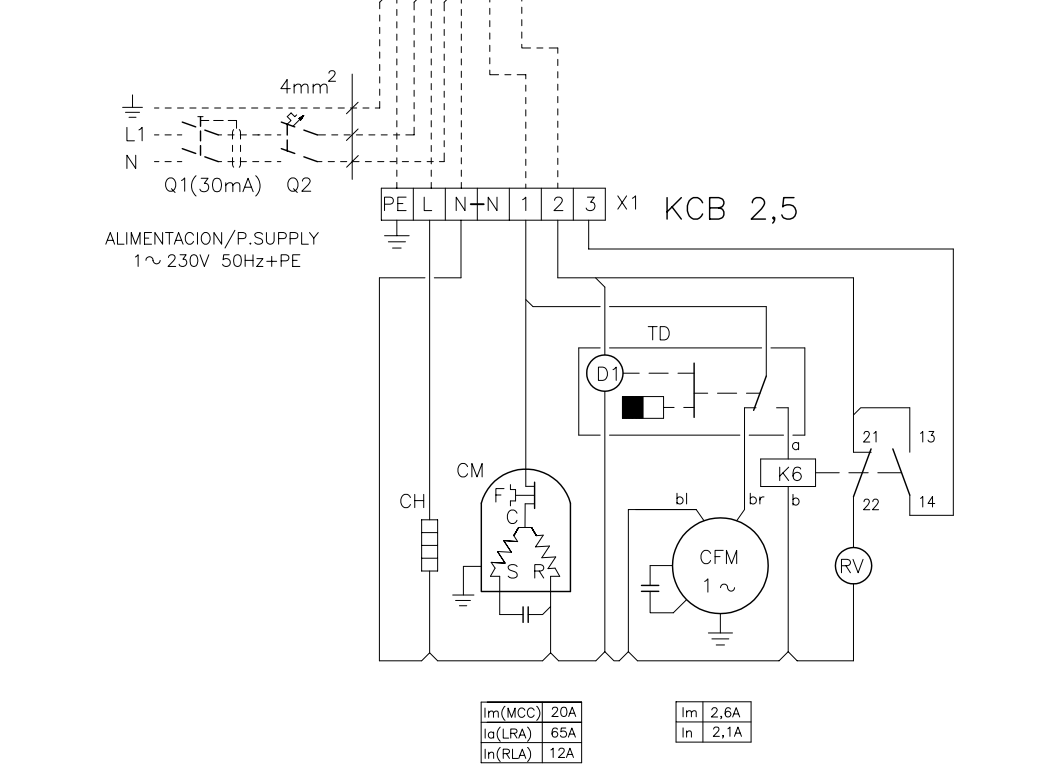 4mm²
L1
N
Q1(30mA) Q2
PE L N N 1 2 3 X1 KCB 2,5
ALIMENTACION/P.SUPPLY
1~ 230V 50Hz+PE
TD
D1
a
21 13
CM
K6
F
CH
bl br b
22 14
C
CFM
S R
1 ~
RV
Im(MCC) 20A
Ia(LRA) 65A
In(RLA) 12A
Im 2,6A
In 2,1A